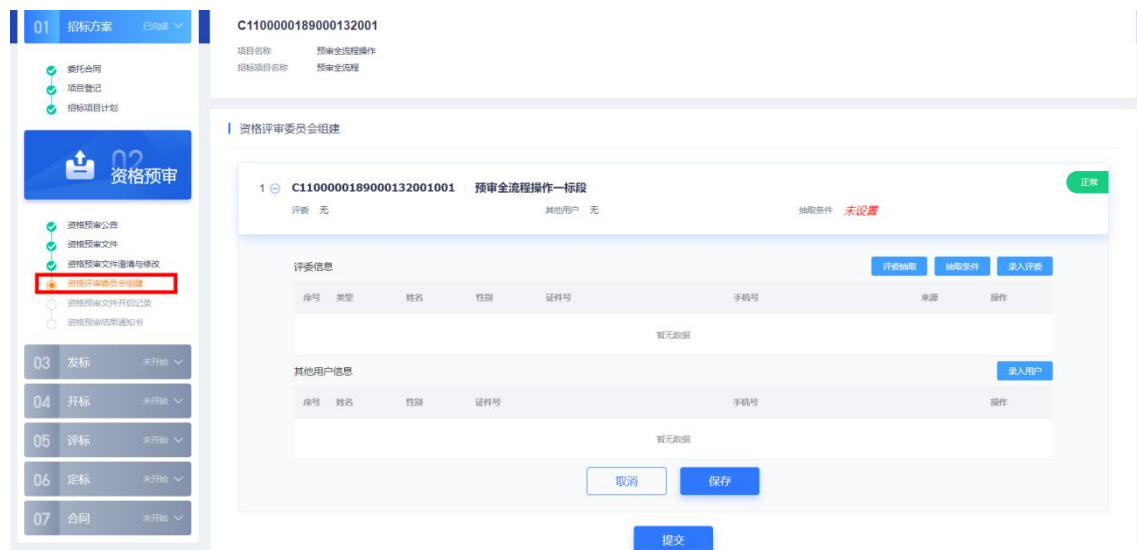 01 招标方案 已完成
委托合同
项目登记
招标项目计划
02
资格预审
资格预审公告
资格预审文件
资格预审文件澄清与修改
资格评审委员会组建
资格预审文件开启记录
资格预审结果通知书
03 发标 未开始
04 开标 未开始
05 评标 未开始
06 定标 未开始
07 合同 未开始
C1100000189000132001
项目名称 预审全流程操作
招标项目名称 预审全流程
资格评审委员会组建
1 C1100000189000132001001 预审全流程操作一标段 正常
评委 无 其他用户 无 抽取条件 未设置
评委信息 评委抽取 抽取条件 录入评委
序号 类型 姓名 性别 证件号 手机号 来源 操作
暂无数据
其他用户信息 录入用户
序号 姓名 性别 证件号 手机号 操作
暂无数据
取消 保存
提交